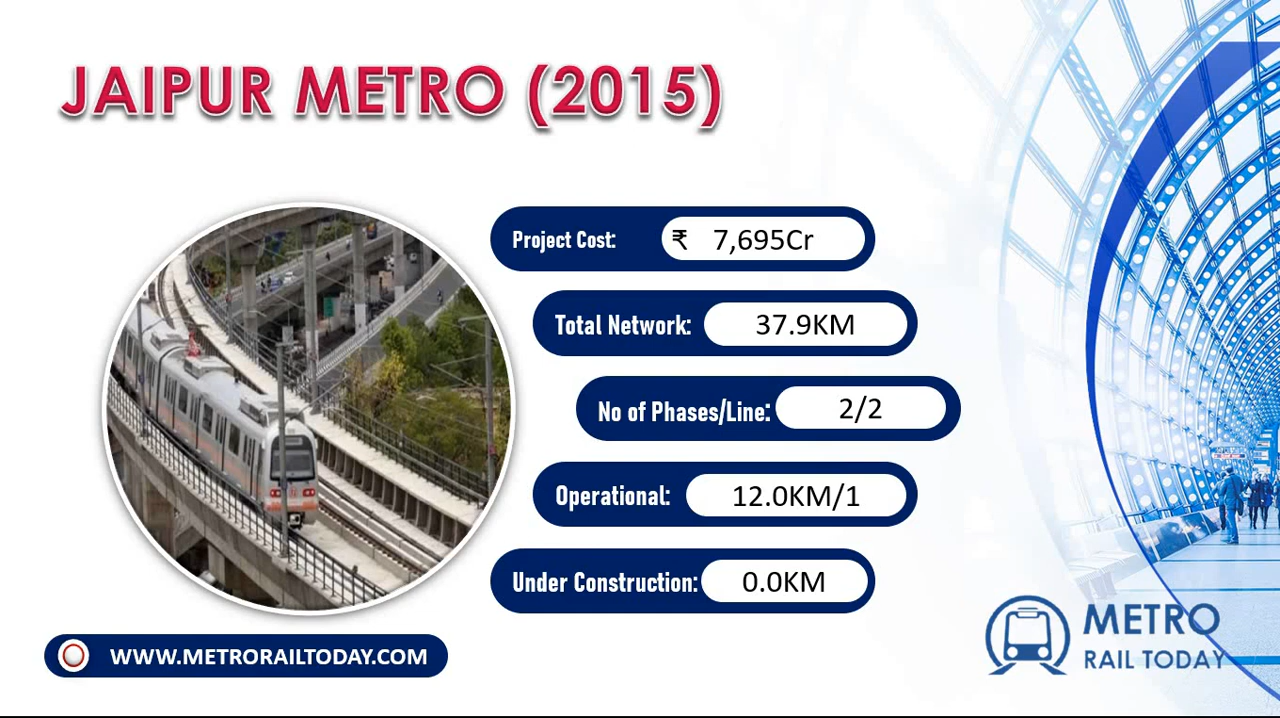 JAIPUR METRO (2015)
Project Cost: ₹ 7,695Cr
Total Network: 37.9KM
No of Phases/Line: 2/2
Operational: 12.0KM/1
Under Construction: 0.0KM
WWW.METRORAILTODAY.COM
METRO
RAIL TODAY